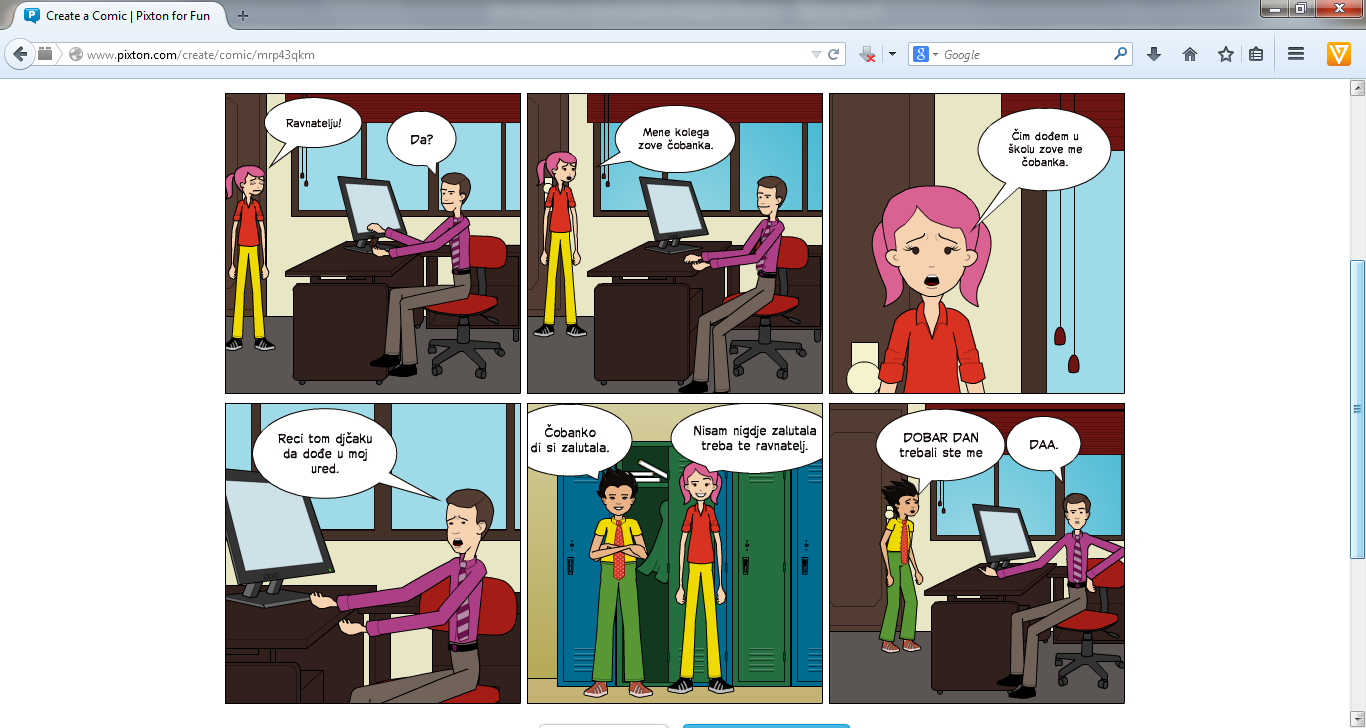 Create a Comic | Pixton for Fun
www.pixton.com/create/comic/mrp43qkm
Google
Ravnatelju!
Da?
Mene kolega
zove čobanka.
Čim dođem u
školu zove me
čobanka.
Reci tom djčaku
da dođe u moj
ured.
Čobanko
di si zalutala.
Nisam nigdje zalutala
treba te ravnatelj.
DOBAR DAN
trebali ste me
DAA.